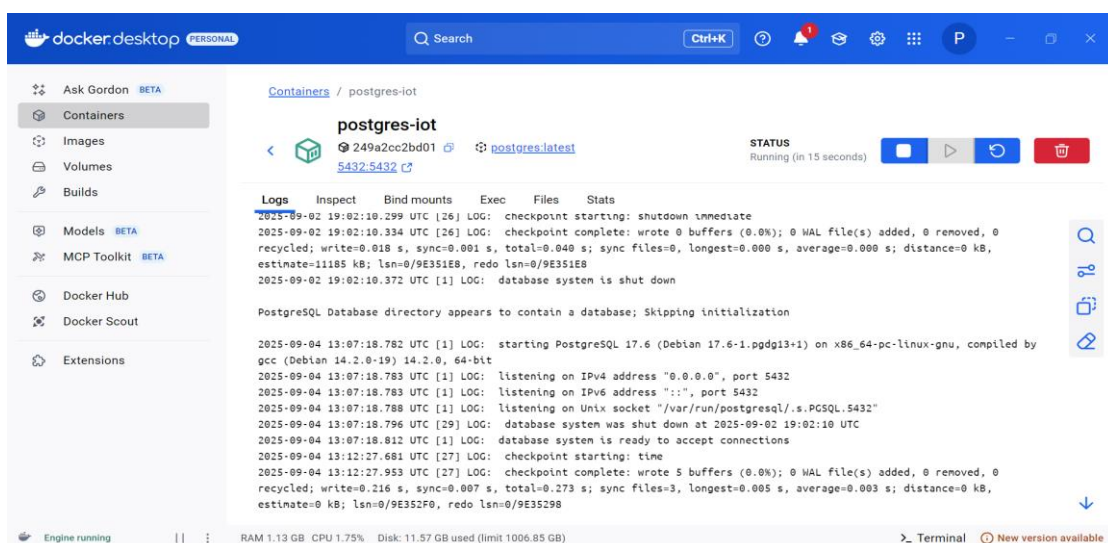 docker.desktop PERSONAL
Search
Ctrl+K
1
P
Ask Gordon BETA
Containers
Images
Volumes
Builds
Models BETA
MCP Toolkit BETA
Docker Hub
Docker Scout
Extensions
Containers / postgres-iot
postgres-iot
249a2cc2bd01
postgres:latest
5432:5432
STATUS
Running (in 15 seconds)
Logs Inspect Bind mounts Exec Files Stats
2025-09-02 19:02:10.299 UTC [26] LOG: checkpoint starting: shutdown immediate
2025-09-02 19:02:10.334 UTC [26] LOG: checkpoint complete: wrote 0 buffers (0.0%); 0 WAL file(s) added, 0 removed, 0
recycled; write=0.018 s, sync=0.001 s, total=0.040 s; sync files=0, longest=0.000 s, average=0.000 s; distance=0 kB,
estimate=11185 kB; lsn=0/9E351E8, redo lsn=0/9E351E8
2025-09-02 19:02:10.372 UTC [1] LOG: database system is shut down
PostgreSQL Database directory appears to contain a database; Skipping initialization
2025-09-04 13:07:18.782 UTC [1] LOG: starting PostgreSQL 17.6 (Debian 17.6-1.pgdg13+1) on x86_64-pc-linux-gnu, compiled by
gcc (Debian 14.2.0-19) 14.2.0, 64-bit
2025-09-04 13:07:18.783 UTC [1] LOG: listening on IPv4 address "0.0.0.0", port 5432
2025-09-04 13:07:18.783 UTC [1] LOG: listening on IPv6 address "::", port 5432
2025-09-04 13:07:18.788 UTC [1] LOG: listening on Unix socket "/var/run/postgresql/.s.PGSQL.5432"
2025-09-04 13:07:18.796 UTC [29] LOG: database system was shut down at 2025-09-02 19:02:10 UTC
2025-09-04 13:07:18.812 UTC [1] LOG: database system is ready to accept connections
2025-09-04 13:12:27.681 UTC [27] LOG: checkpoint starting: time
2025-09-04 13:12:27.953 UTC [27] LOG: checkpoint complete: wrote 5 buffers (0.0%); 0 WAL file(s) added, 0 removed, 0
recycled; write=0.216 s, sync=0.007 s, total=0.273 s; sync files=3, longest=0.005 s, average=0.003 s; distance=0 kB,
estimate=0 kB; lsn=0/9E352F0, redo lsn=0/9E35298
Engine running
RAM 1.13 GB CPU 1.75% Disk: 11.57 GB used (limit 1006.85 GB)
Terminal
New version available